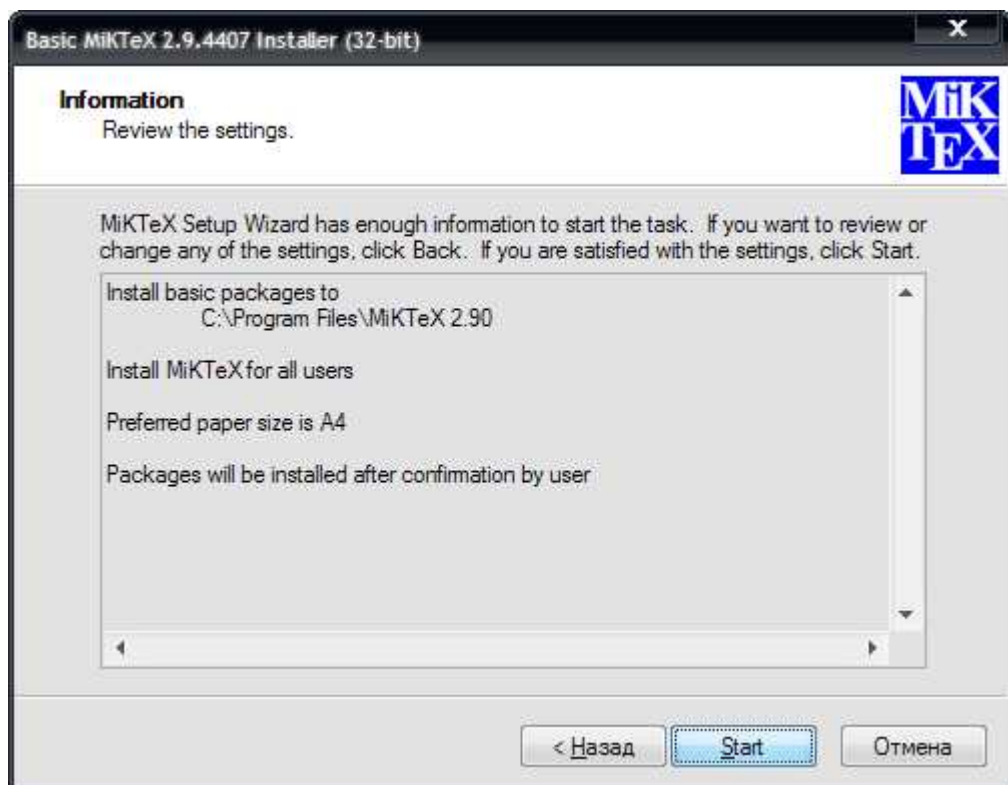 Basic MiKTeX 2.9.4407 Installer (32-bit)
X
Information
Review the settings.
MiK
TEX
MiKTeX Setup Wizard has enough information to start the task. If you want to review or
change any of the settings, click Back. If you are satisfied with the settings, click Start.
Install basic packages to
C:\Program Files\MiKTeX 2.90
Install MiKTeX for all users
Preferred paper size is A4
Packages will be installed after confirmation by user
< Назад
Start
Отмена